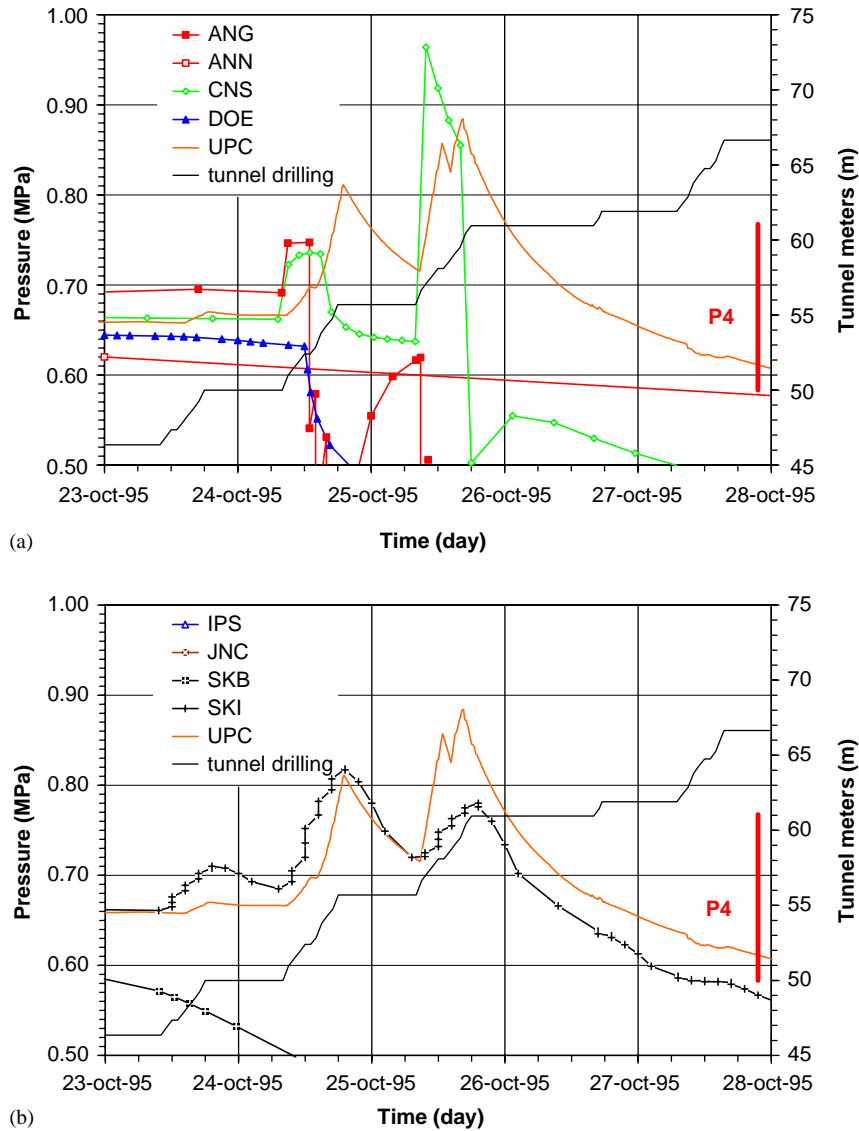 1.00
0.90
0.80
0.70
0.60
0.50
Pressure (MPa)
ANG
ANN
CNS
DOE
UPC
tunnel drilling
P4
75
70
65
60
55
50
45
Tunnel meters (m)
23-oct-95 24-oct-95 25-oct-95 26-oct-95 27-oct-95 28-oct-95
(a) Time (day)
1.00
0.90
0.80
0.70
0.60
0.50
Pressure (MPa)
IPS
JNC
SKB
SKI
UPC
tunnel drilling
P4
75
70
65
60
55
50
45
Tunnel meters (m)
23-oct-95 24-oct-95 25-oct-95 26-oct-95 27-oct-95 28-oct-95
(b) Time (day)